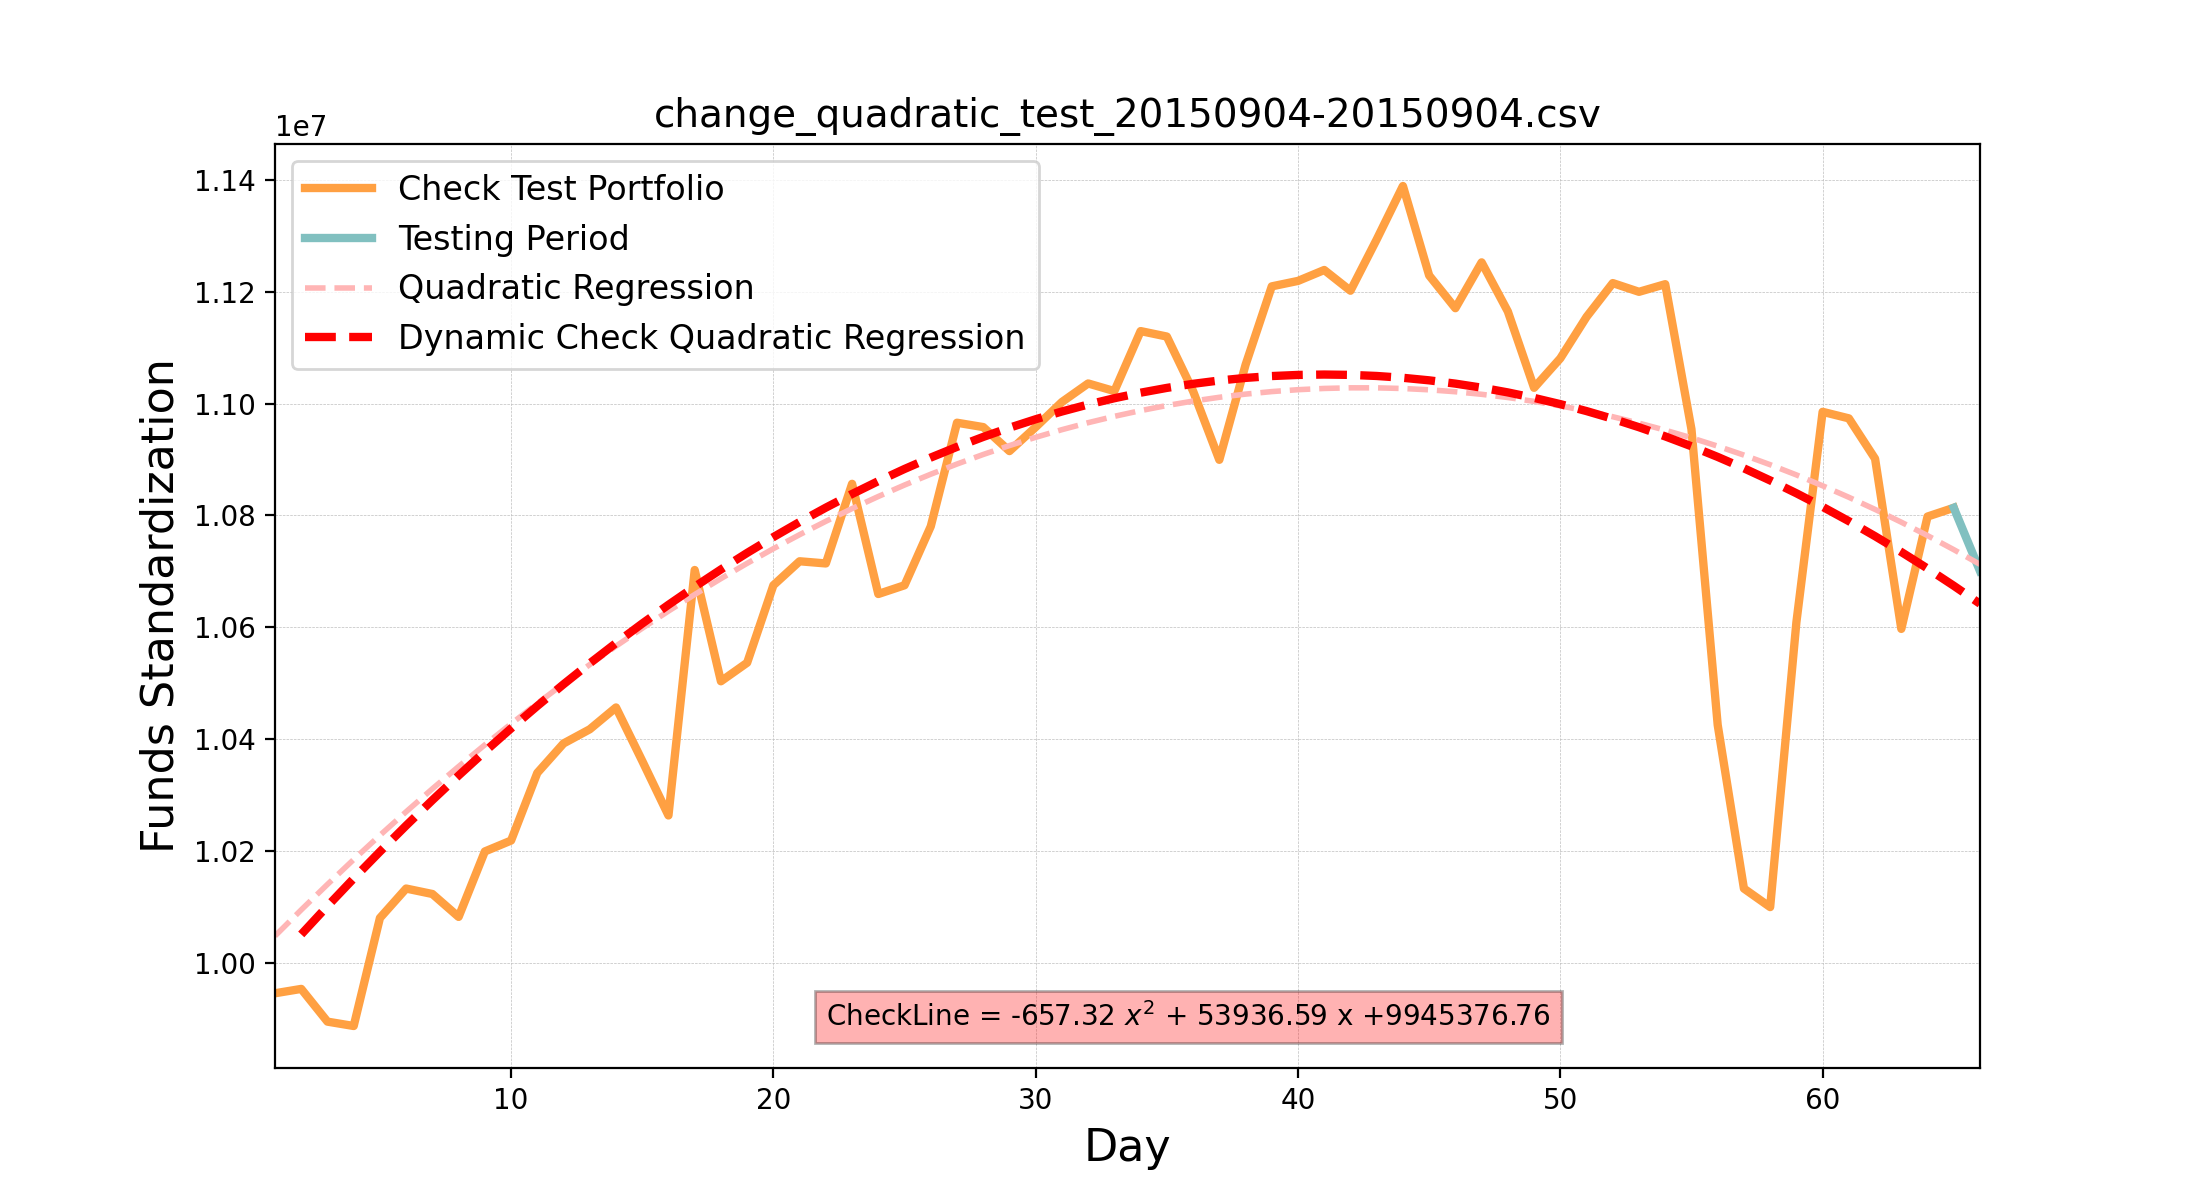 change_quadratic_test_20150904-20150904.csv
1e7
Check Test Portfolio
Testing Period
Quadratic Regression
Dynamic Check Quadratic Regression
1.14
1.12
1.10
1.08
1.06
1.04
1.02
1.00
Funds Standardization
CheckLine = -657.32 x² + 53936.59 x +9945376.76
10 20 30 40 50 60
Day